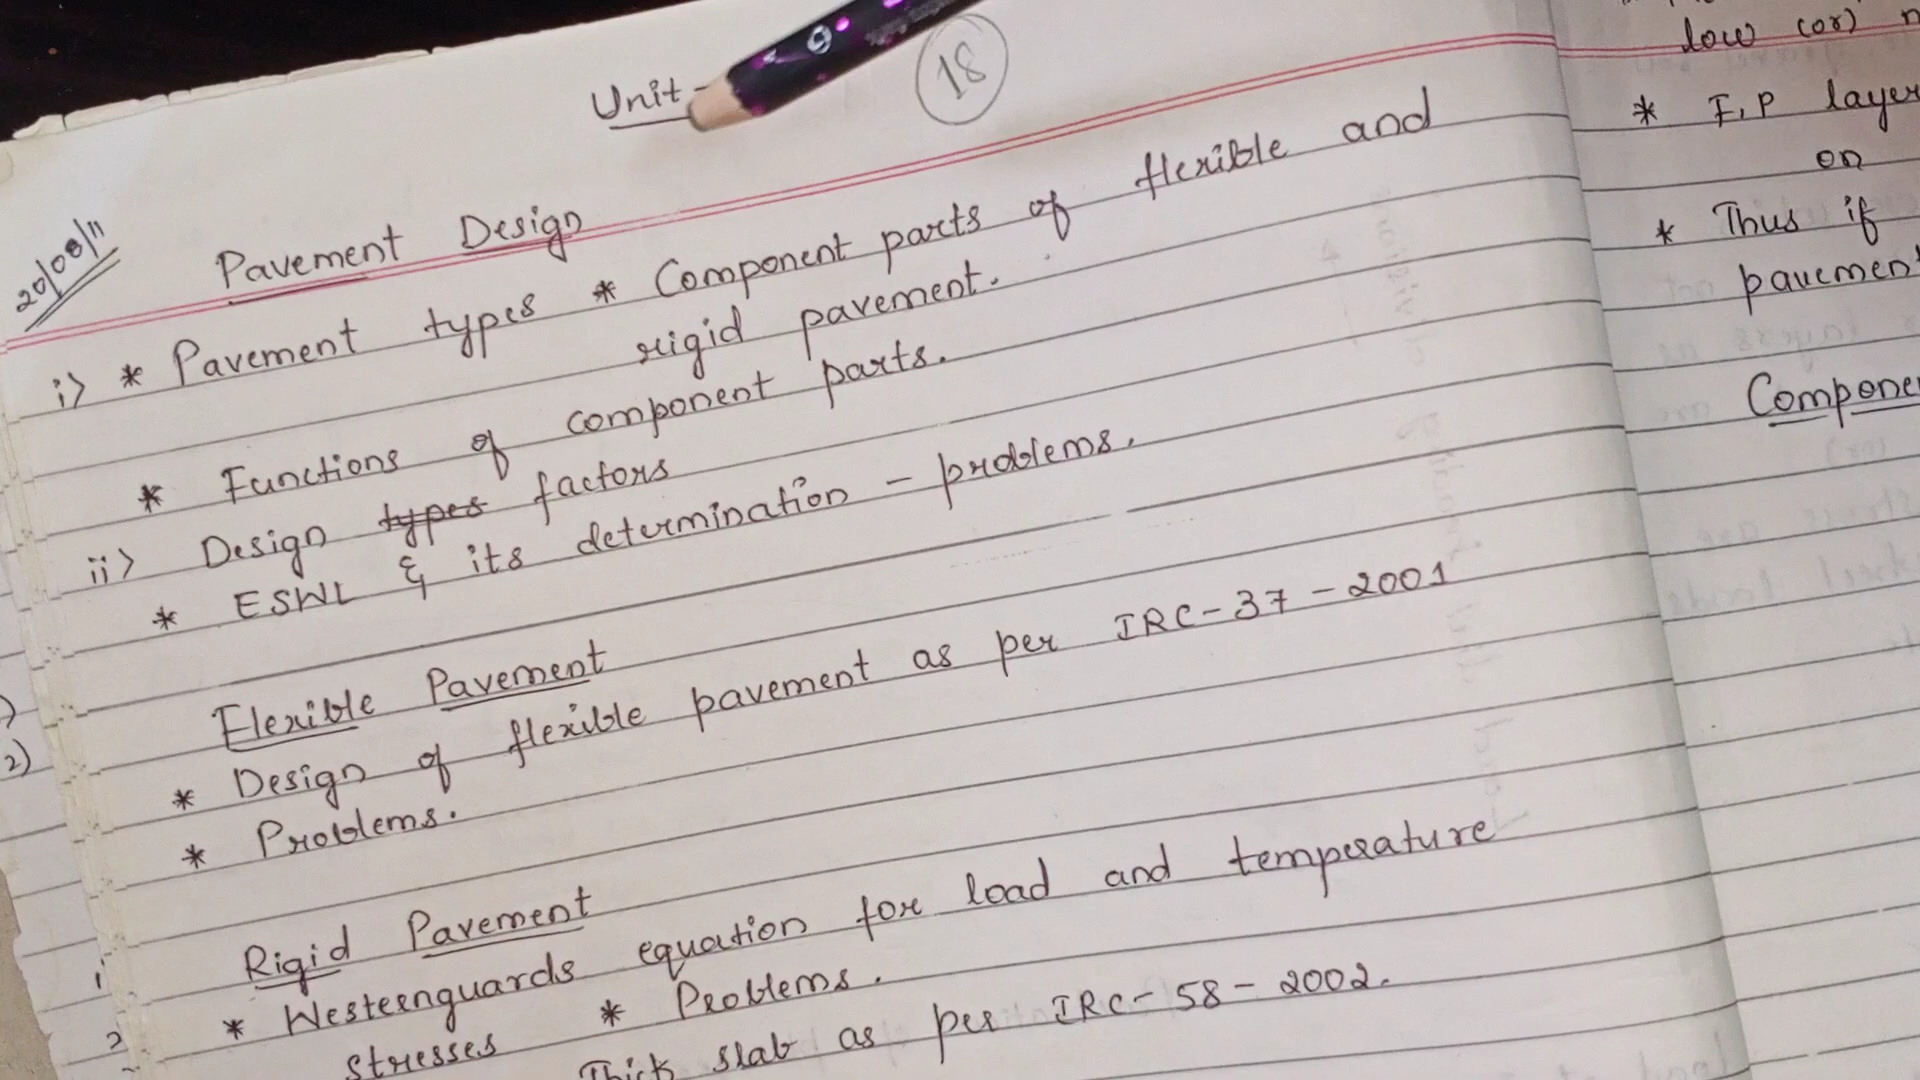 Unit
18
20/08/11
Pavement Design
i) * Pavement types * Component parts of flexible and
rigid pavement.
* Functions of component parts.
ii) Design types factors
* ESWL & its determination - problems.
Flexible Pavement
* Design of flexible pavement as per IRC-37-2001
* Problems.
Rigid Pavement
* Westeenguards equation for load and temperature
stresses * Problems.
Thick slab as per IRC-58-2002.
2)
1
2
low (or)
* F.P layer
on
* Thus if
pavement
Compone